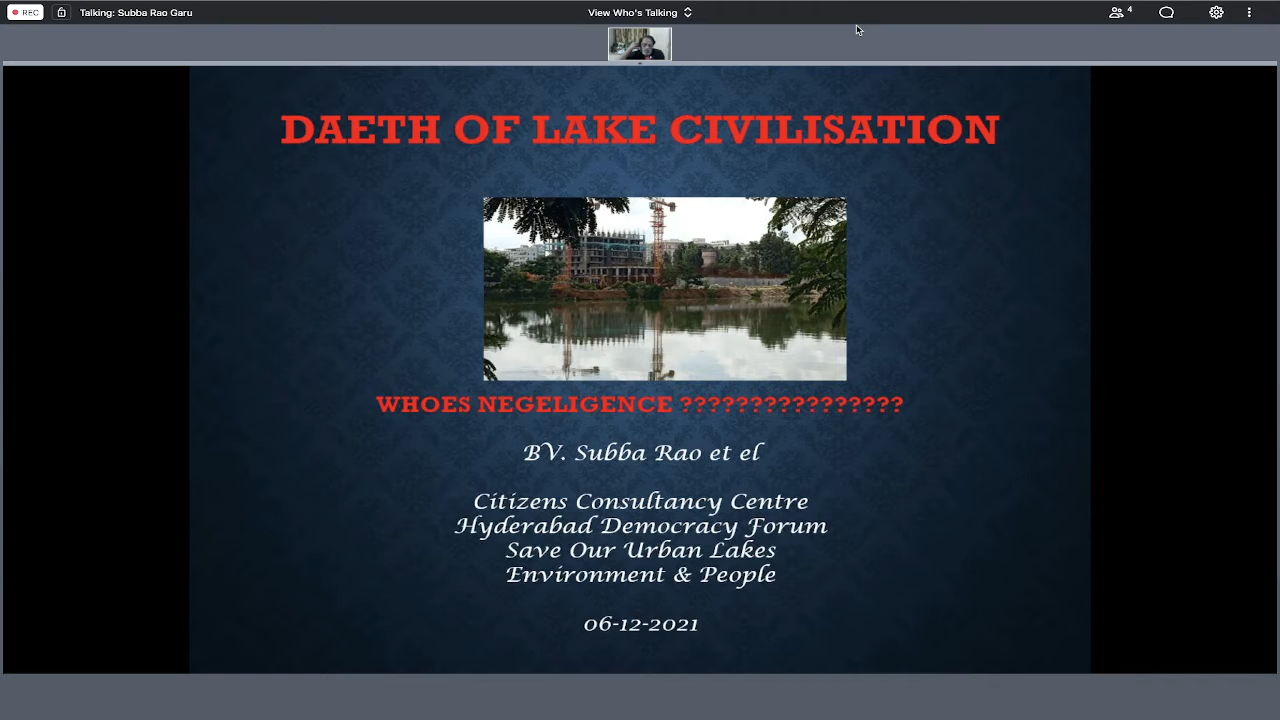 REC
Talking: Subba Rao Garu
View Who's Talking
4
DAETH OF LAKE CIVILISATION
WHOES NEGELIGENCE ????????????????
BV. Subba Rao et el
Citizens Consultancy Centre
Hyderabad Democracy Forum
Save Our Urban Lakes
Environment & People
06-12-2021